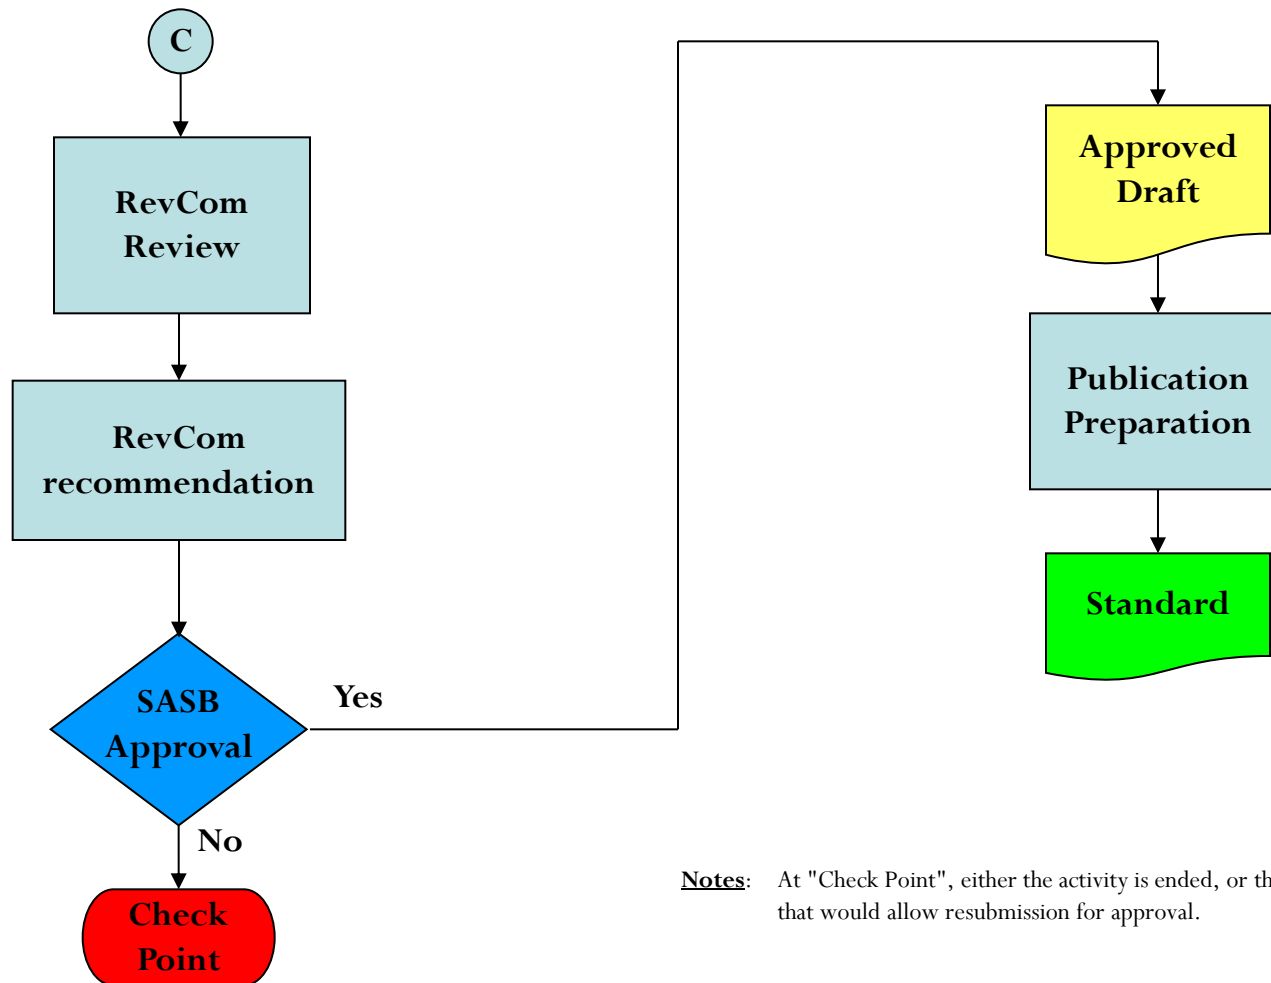 C
RevCom
Review
RevCom
recommendation
SASB
Approval
Yes
No
Check
Point
Approved
Draft
Publication
Preparation
Standard
Notes: At "Check Point", either the activity is ended, or th
that would allow resubmission for approval.